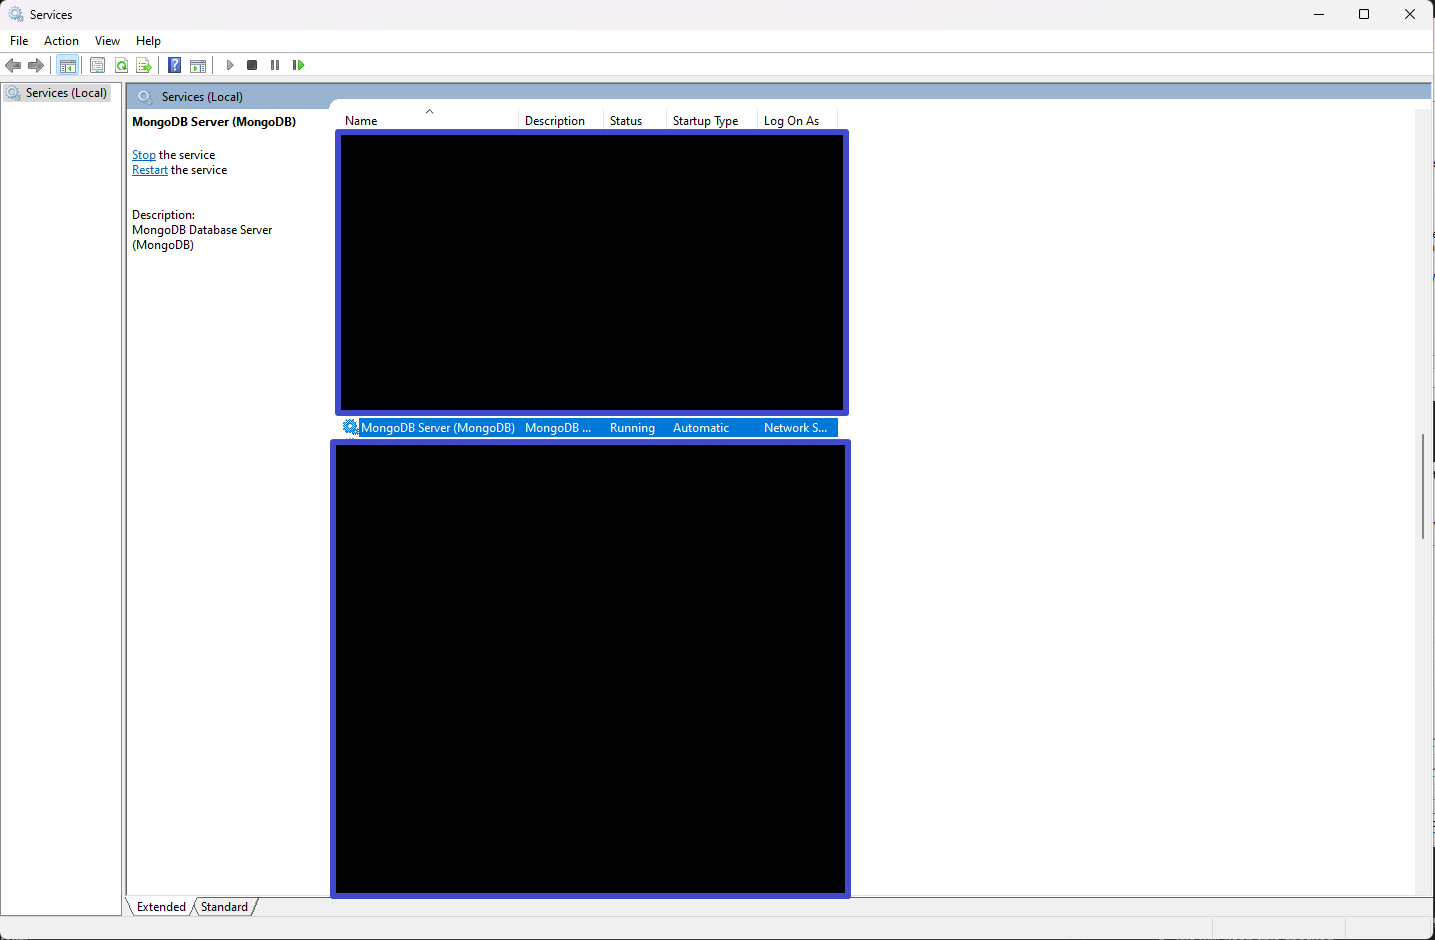 Services
File Action View Help
Services (Local)
Services (Local)
MongoDB Server (MongoDB)
Stop the service
Restart the service
Description:
MongoDB Database Server
(MongoDB)
Name Description Status Startup Type Log On As
MongoDB Server (MongoDB) MongoDB ... Running Automatic Network S...
Extended Standard